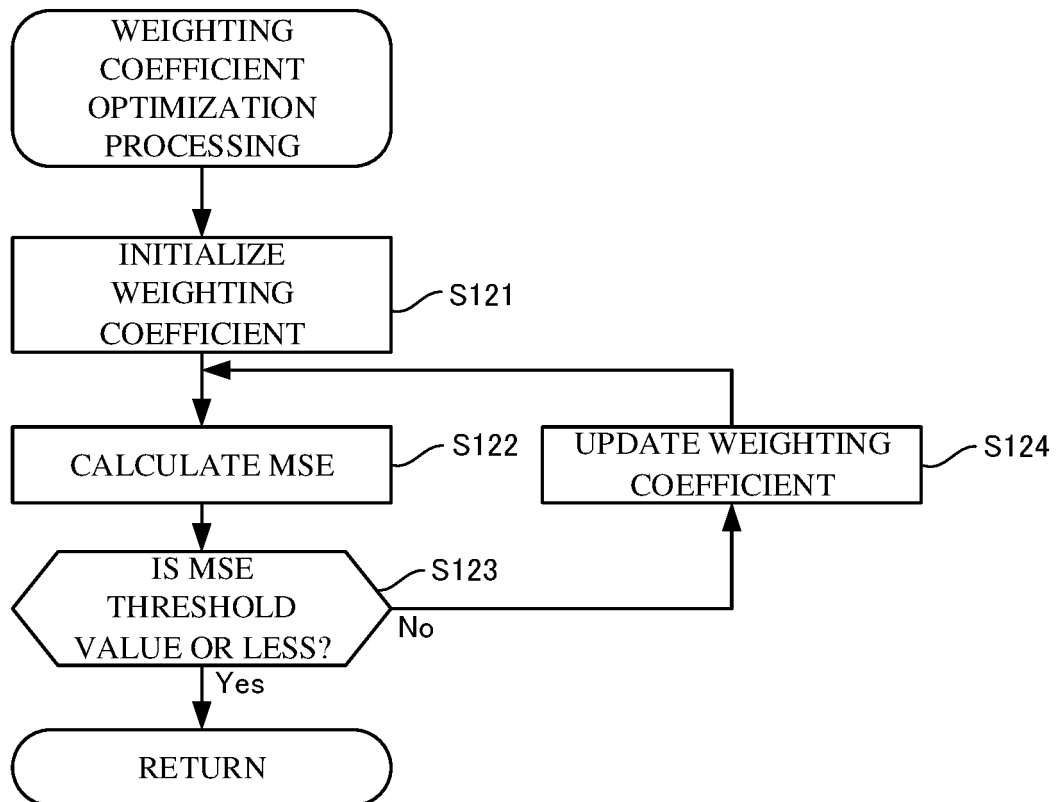 WEIGHTING
COEFFICIENT
OPTIMIZATION
PROCESSING
INITIALIZE
WEIGHTING
COEFFICIENT
S121
CALCULATE MSE
S122
UPDATE WEIGHTING
COEFFICIENT
S124
IS MSE
THRESHOLD
VALUE OR LESS?
S123
No
Yes
RETURN